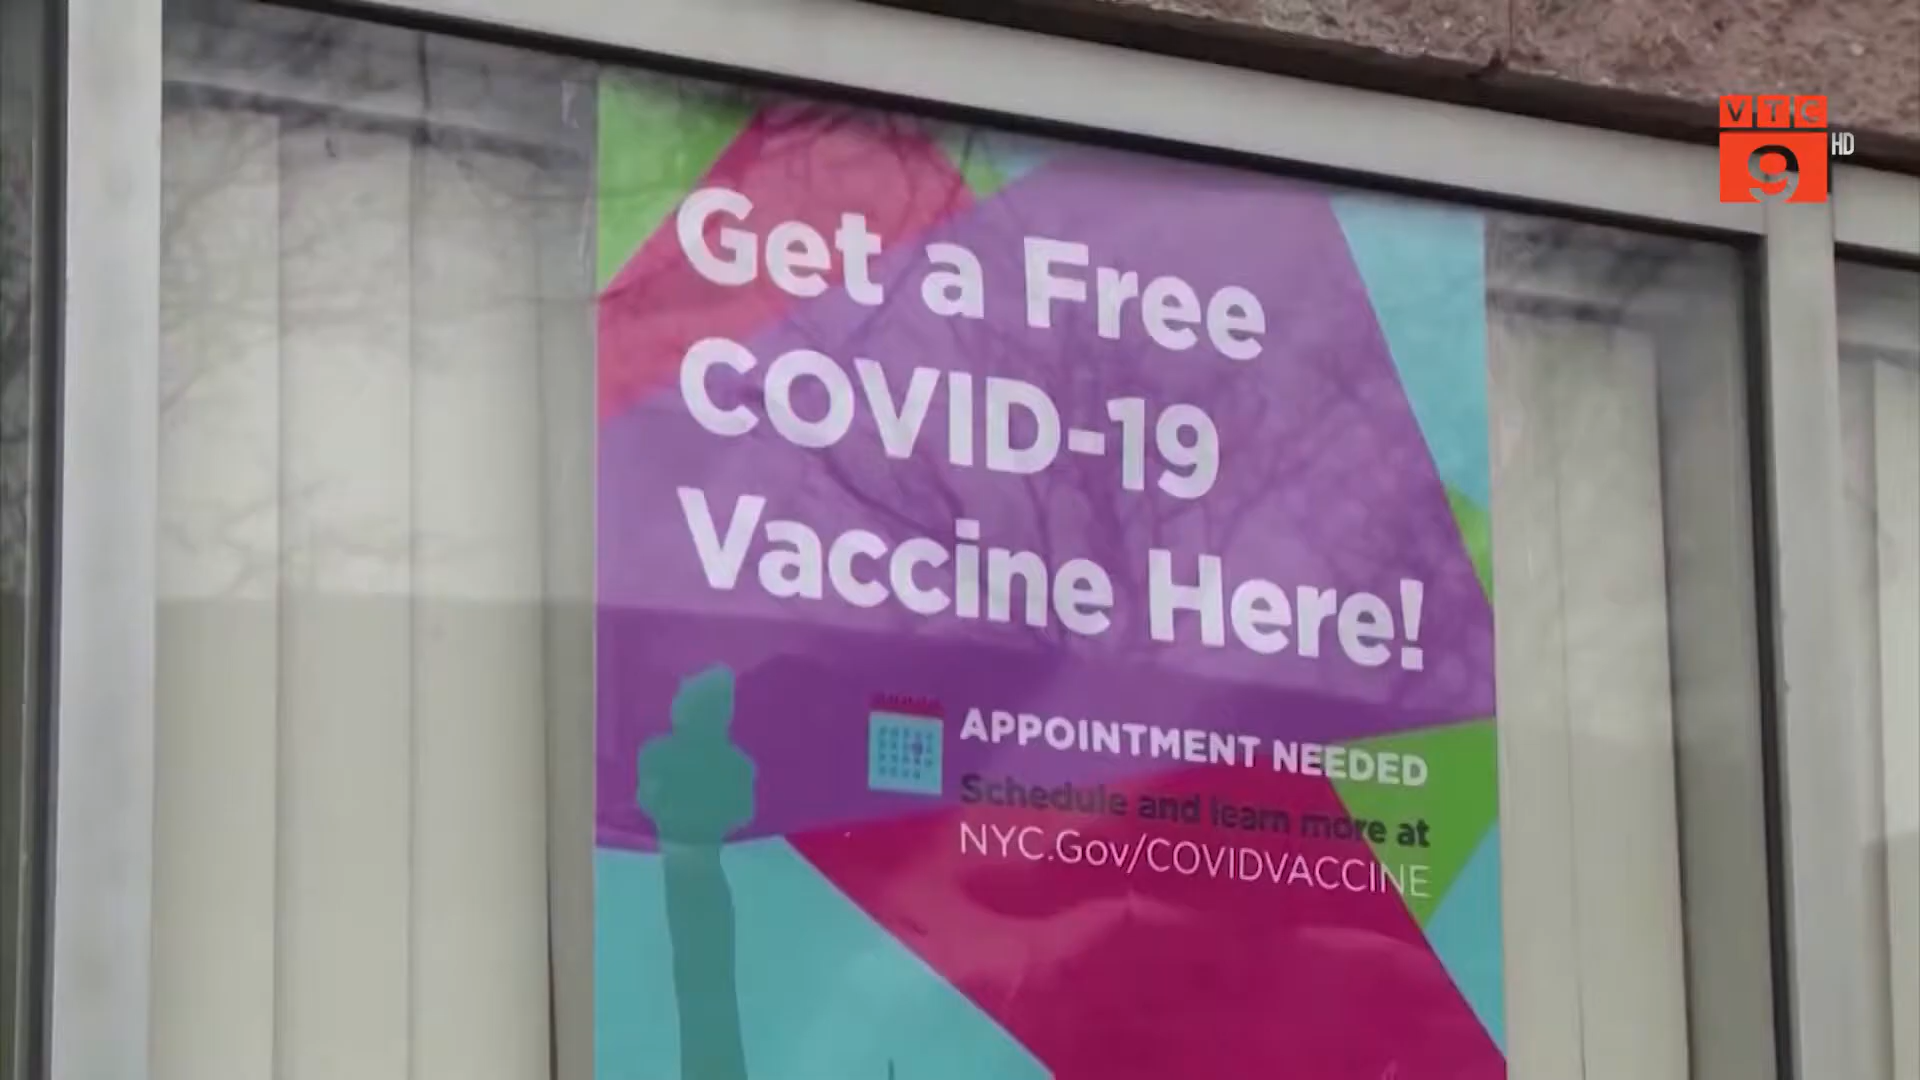 VTC
9
HD
Get a Free
COVID-19
Vaccine Here!
APPOINTMENT NEEDED
Schedule and learn more at
NYC.Gov/COVIDVACCINE